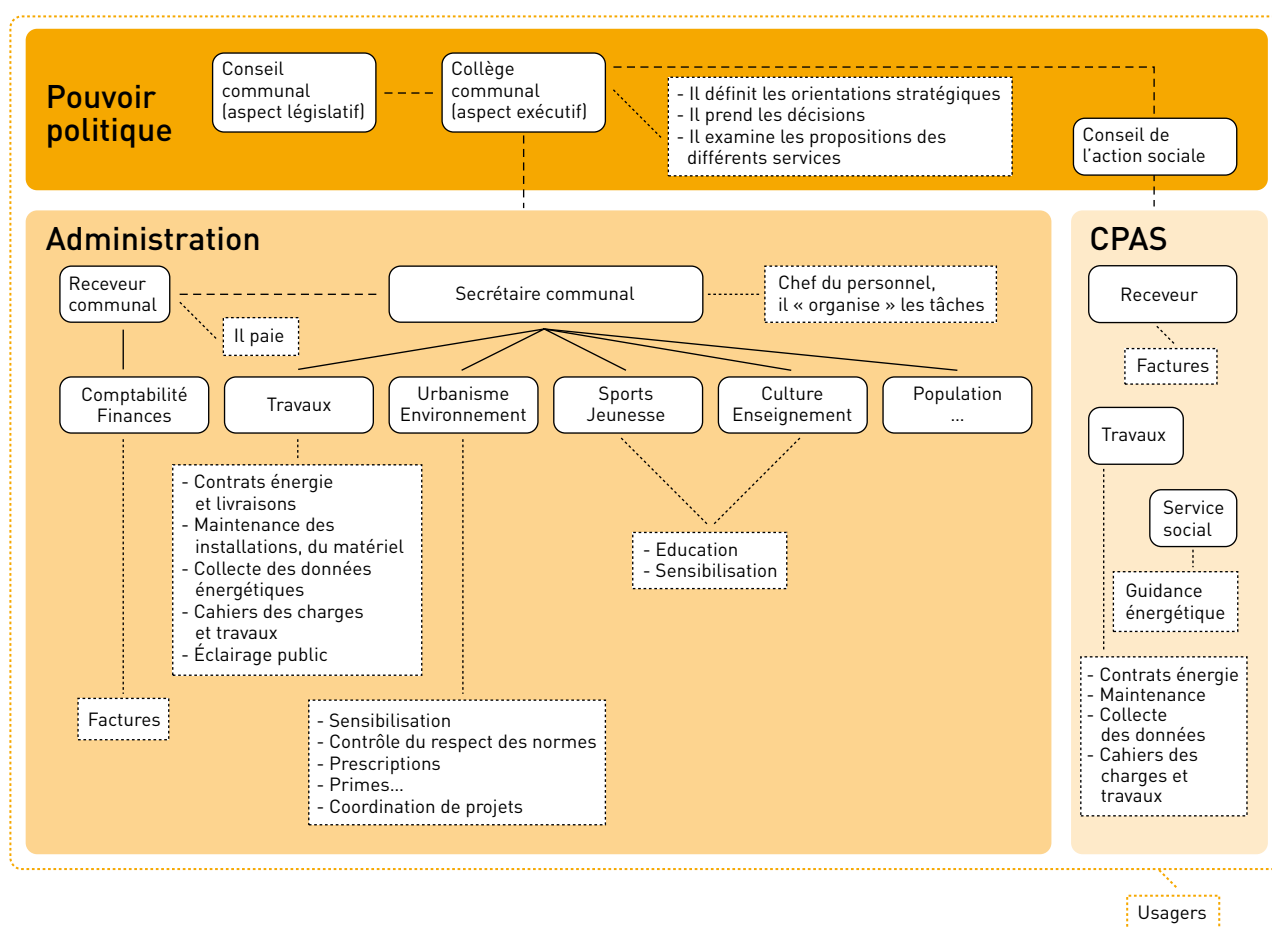 Pouvoir
politique
Conseil
communal
(aspect législatif)
Collège
communal
(aspect exécutif)
- Il définit les orientations stratégiques
- Il prend les décisions
- Il examine les propositions des
différents services
Conseil de
l'action sociale
Administration
Receveur
communal
Secrétaire communal
Chef du personnel,
il « organise » les tâches
Il paie
Comptabilité
Finances
Travaux
Urbanisme
Environnement
Sports
Jeunesse
Culture
Enseignement
Population
...
- Contrats énergie
et livraisons
- Maintenance des
installations, du matériel
- Collecte des données
énergétiques
- Cahiers des charges
et travaux
- Éclairage public
- Education
- Sensibilisation
Factures
- Sensibilisation
- Contrôle du respect des normes
- Prescriptions
- Primes...
- Coordination de projets
CPAS
Receveur
Factures
Travaux
Service
social
Guidance
énergétique
- Contrats énergie
- Maintenance
- Collecte
des données
- Cahiers des
charges et
travaux
Usagers